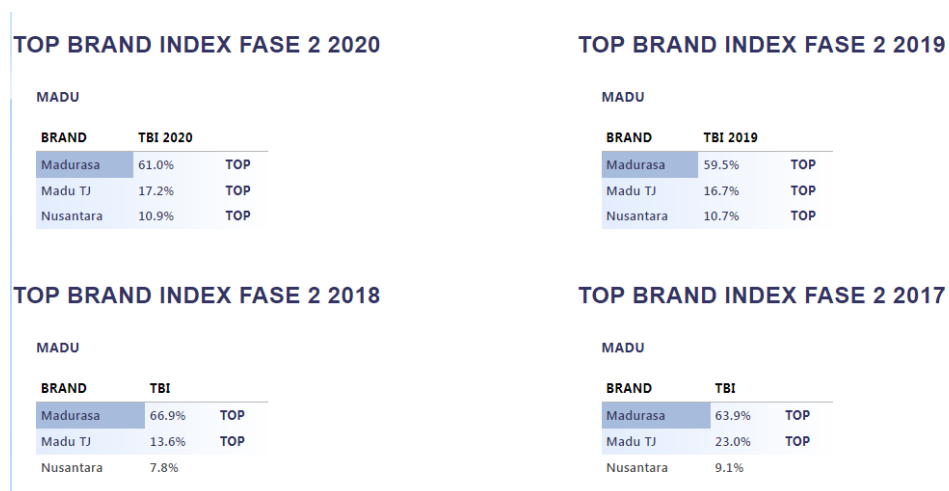 TOP BRAND INDEX FASE 2 2020
MADU
BRAND TBI 2020
Madurasa 61.0% TOP
Madu TJ 17.2% TOP
Nusantara 10.9% TOP
TOP BRAND INDEX FASE 2 2019
MADU
BRAND TBI 2019
Madurasa 59.5% TOP
Madu TJ 16.7% TOP
Nusantara 10.7% TOP
TOP BRAND INDEX FASE 2 2018
MADU
BRAND TBI
Madurasa 66.9% TOP
Madu TJ 13.6% TOP
Nusantara 7.8%
TOP BRAND INDEX FASE 2 2017
MADU
BRAND TBI
Madurasa 63.9% TOP
Madu TJ 23.0% TOP
Nusantara 9.1%